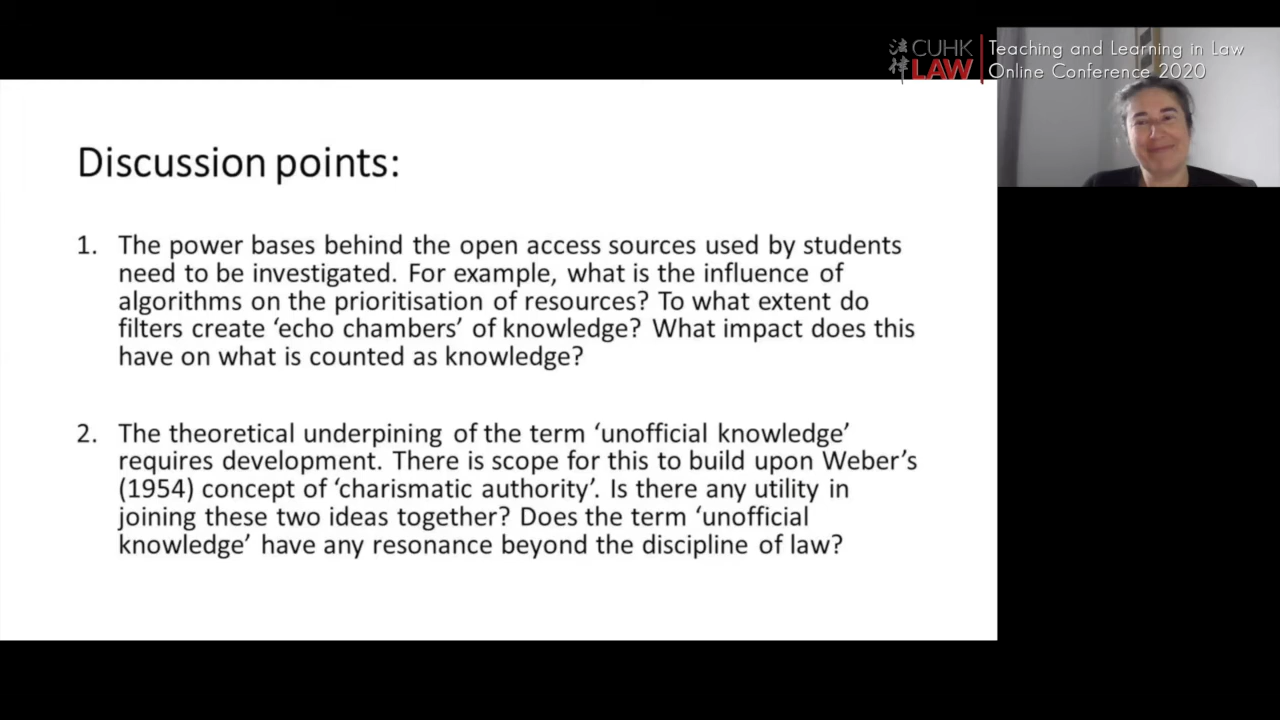 法律 CUHK LAW
Teaching and Learning in Law
Online Conference 2020
Discussion points:
1. The power bases behind the open access sources used by students
need to be investigated. For example, what is the influence of
algorithms on the prioritisation of resources? To what extent do
filters create ‘echo chambers’ of knowledge? What impact does this
have on what is counted as knowledge?
2. The theoretical underpining of the term ‘unofficial knowledge’
requires development. There is scope for this to build upon Weber’s
(1954) concept of ‘charismatic authority’. Is there any utility in
joining these two ideas together? Does the term ‘unofficial
knowledge’ have any resonance beyond the discipline of law?